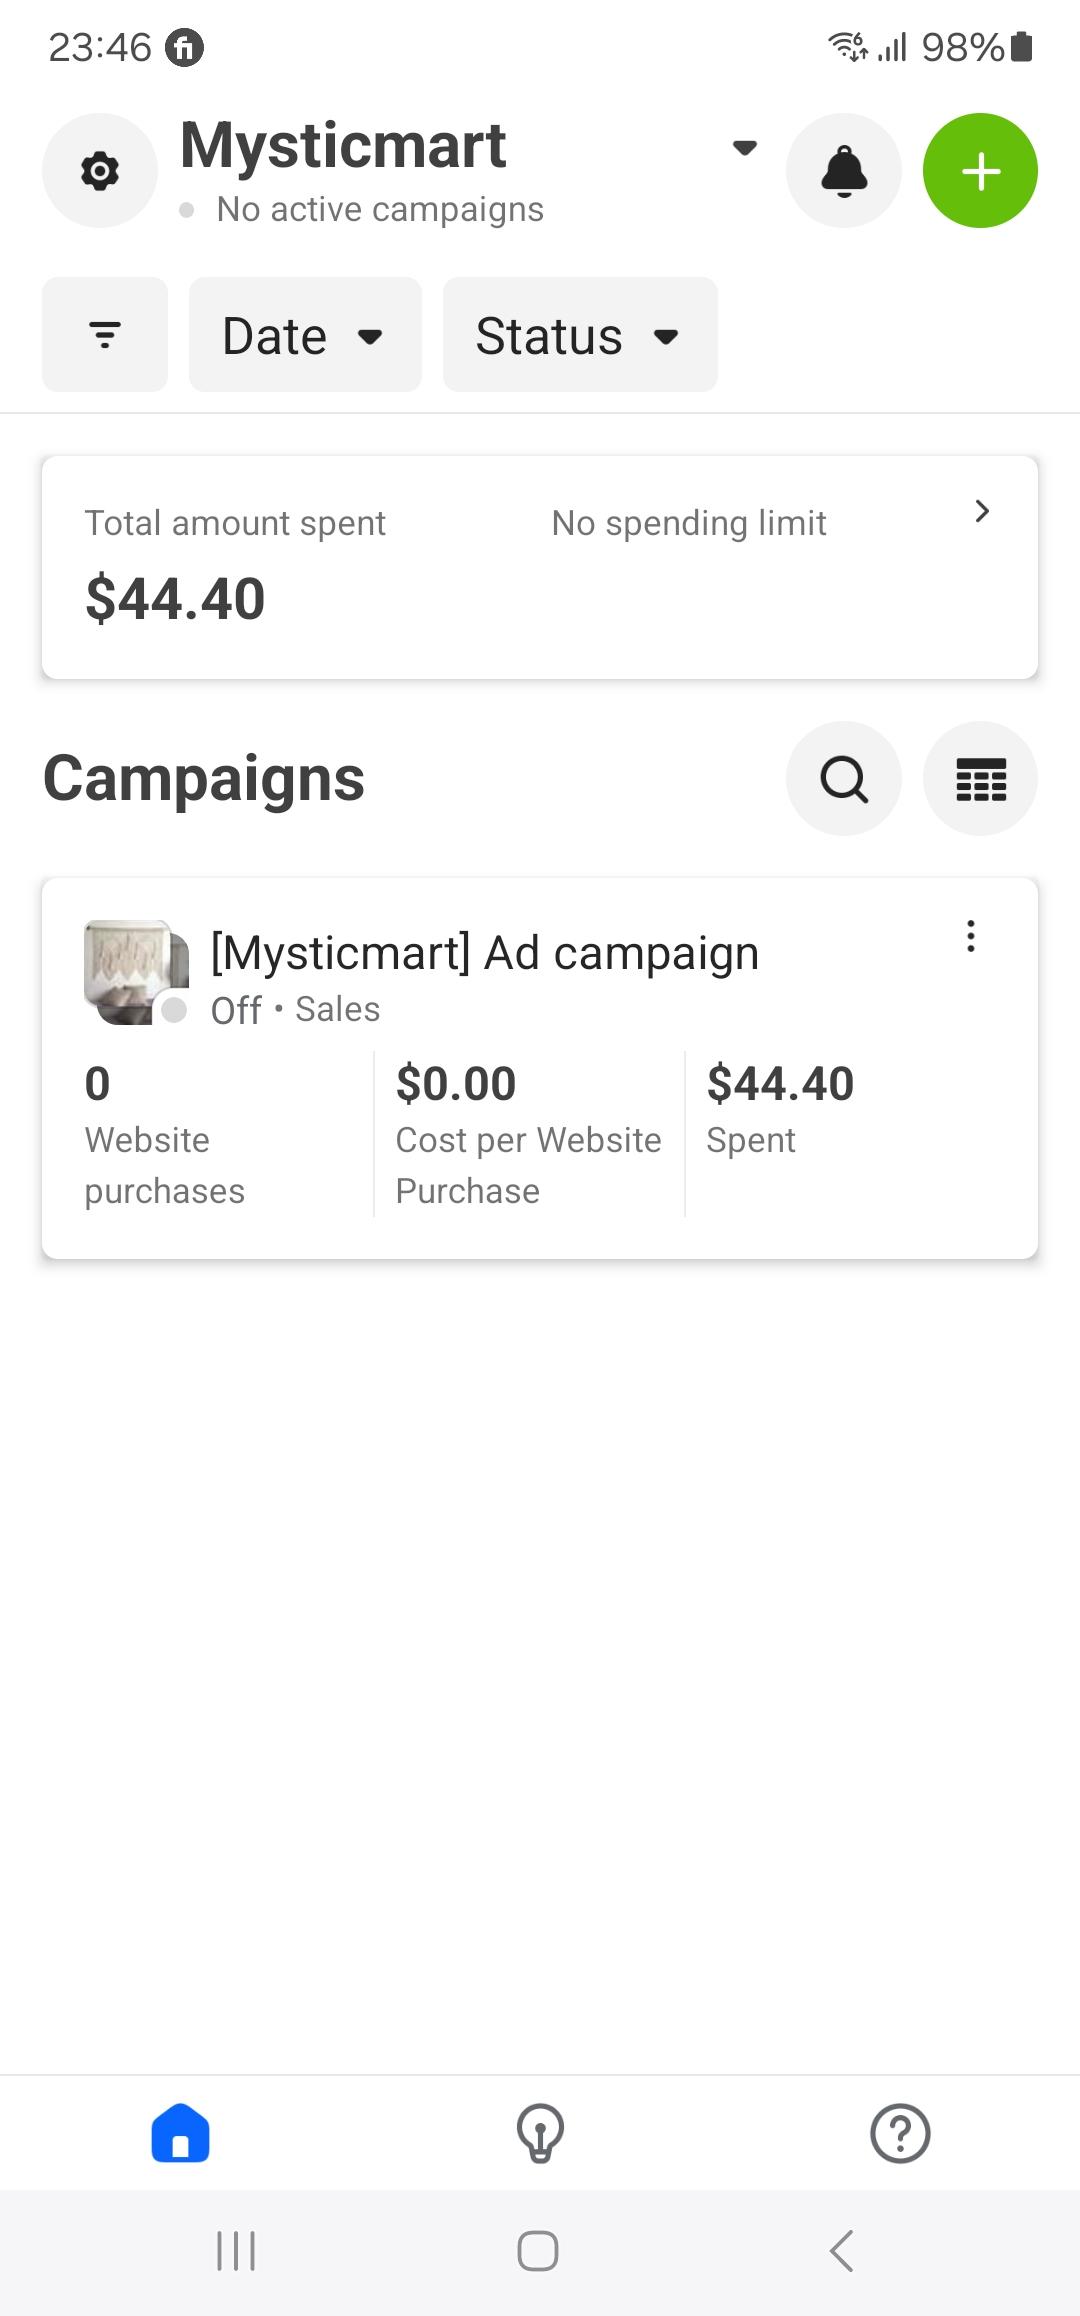 23:46 fi 98%
Mysticmart
No active campaigns
Date Status
Total amount spent No spending limit
$44.40
Campaigns
[Mysticmart] Ad campaign
Off • Sales
0 $0.00 $44.40
Website Cost per Website Spent
purchases Purchase